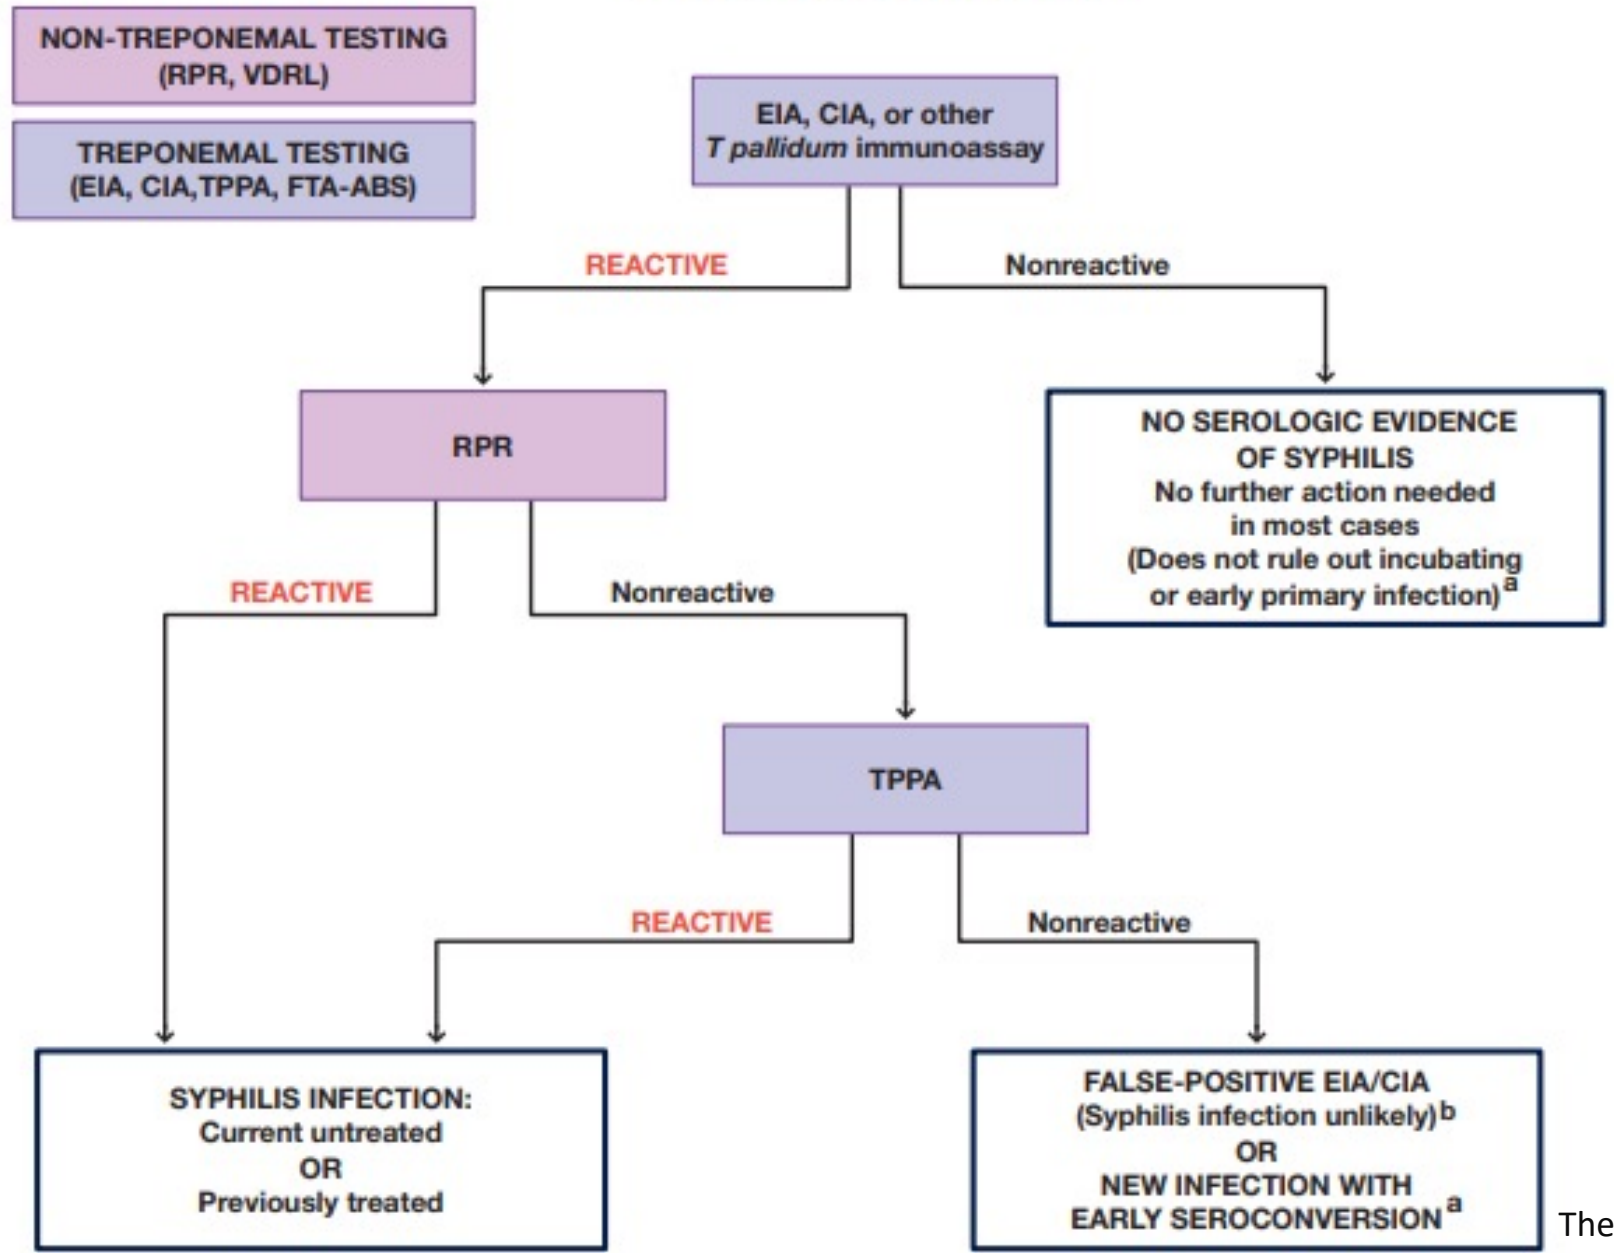 NON-TREPONEMAL TESTING
(RPR, VDRL)
TREPONEMAL TESTING
(EIA, CIA,TPPA, FTA-ABS)
EIA, CIA, or other
T pallidum immunoassay
REACTIVE
Nonreactive
RPR
NO SEROLOGIC EVIDENCE
OF SYPHILIS
No further action needed
in most cases
(Does not rule out incubating
or early primary infection)a
REACTIVE
Nonreactive
TPPA
REACTIVE
Nonreactive
SYPHILIS INFECTION:
Current untreated
OR
Previously treated
FALSE-POSITIVE EIA/CIA
(Syphilis infection unlikely)b
OR
NEW INFECTION WITH
EARLY SEROCONVERSIONa
The